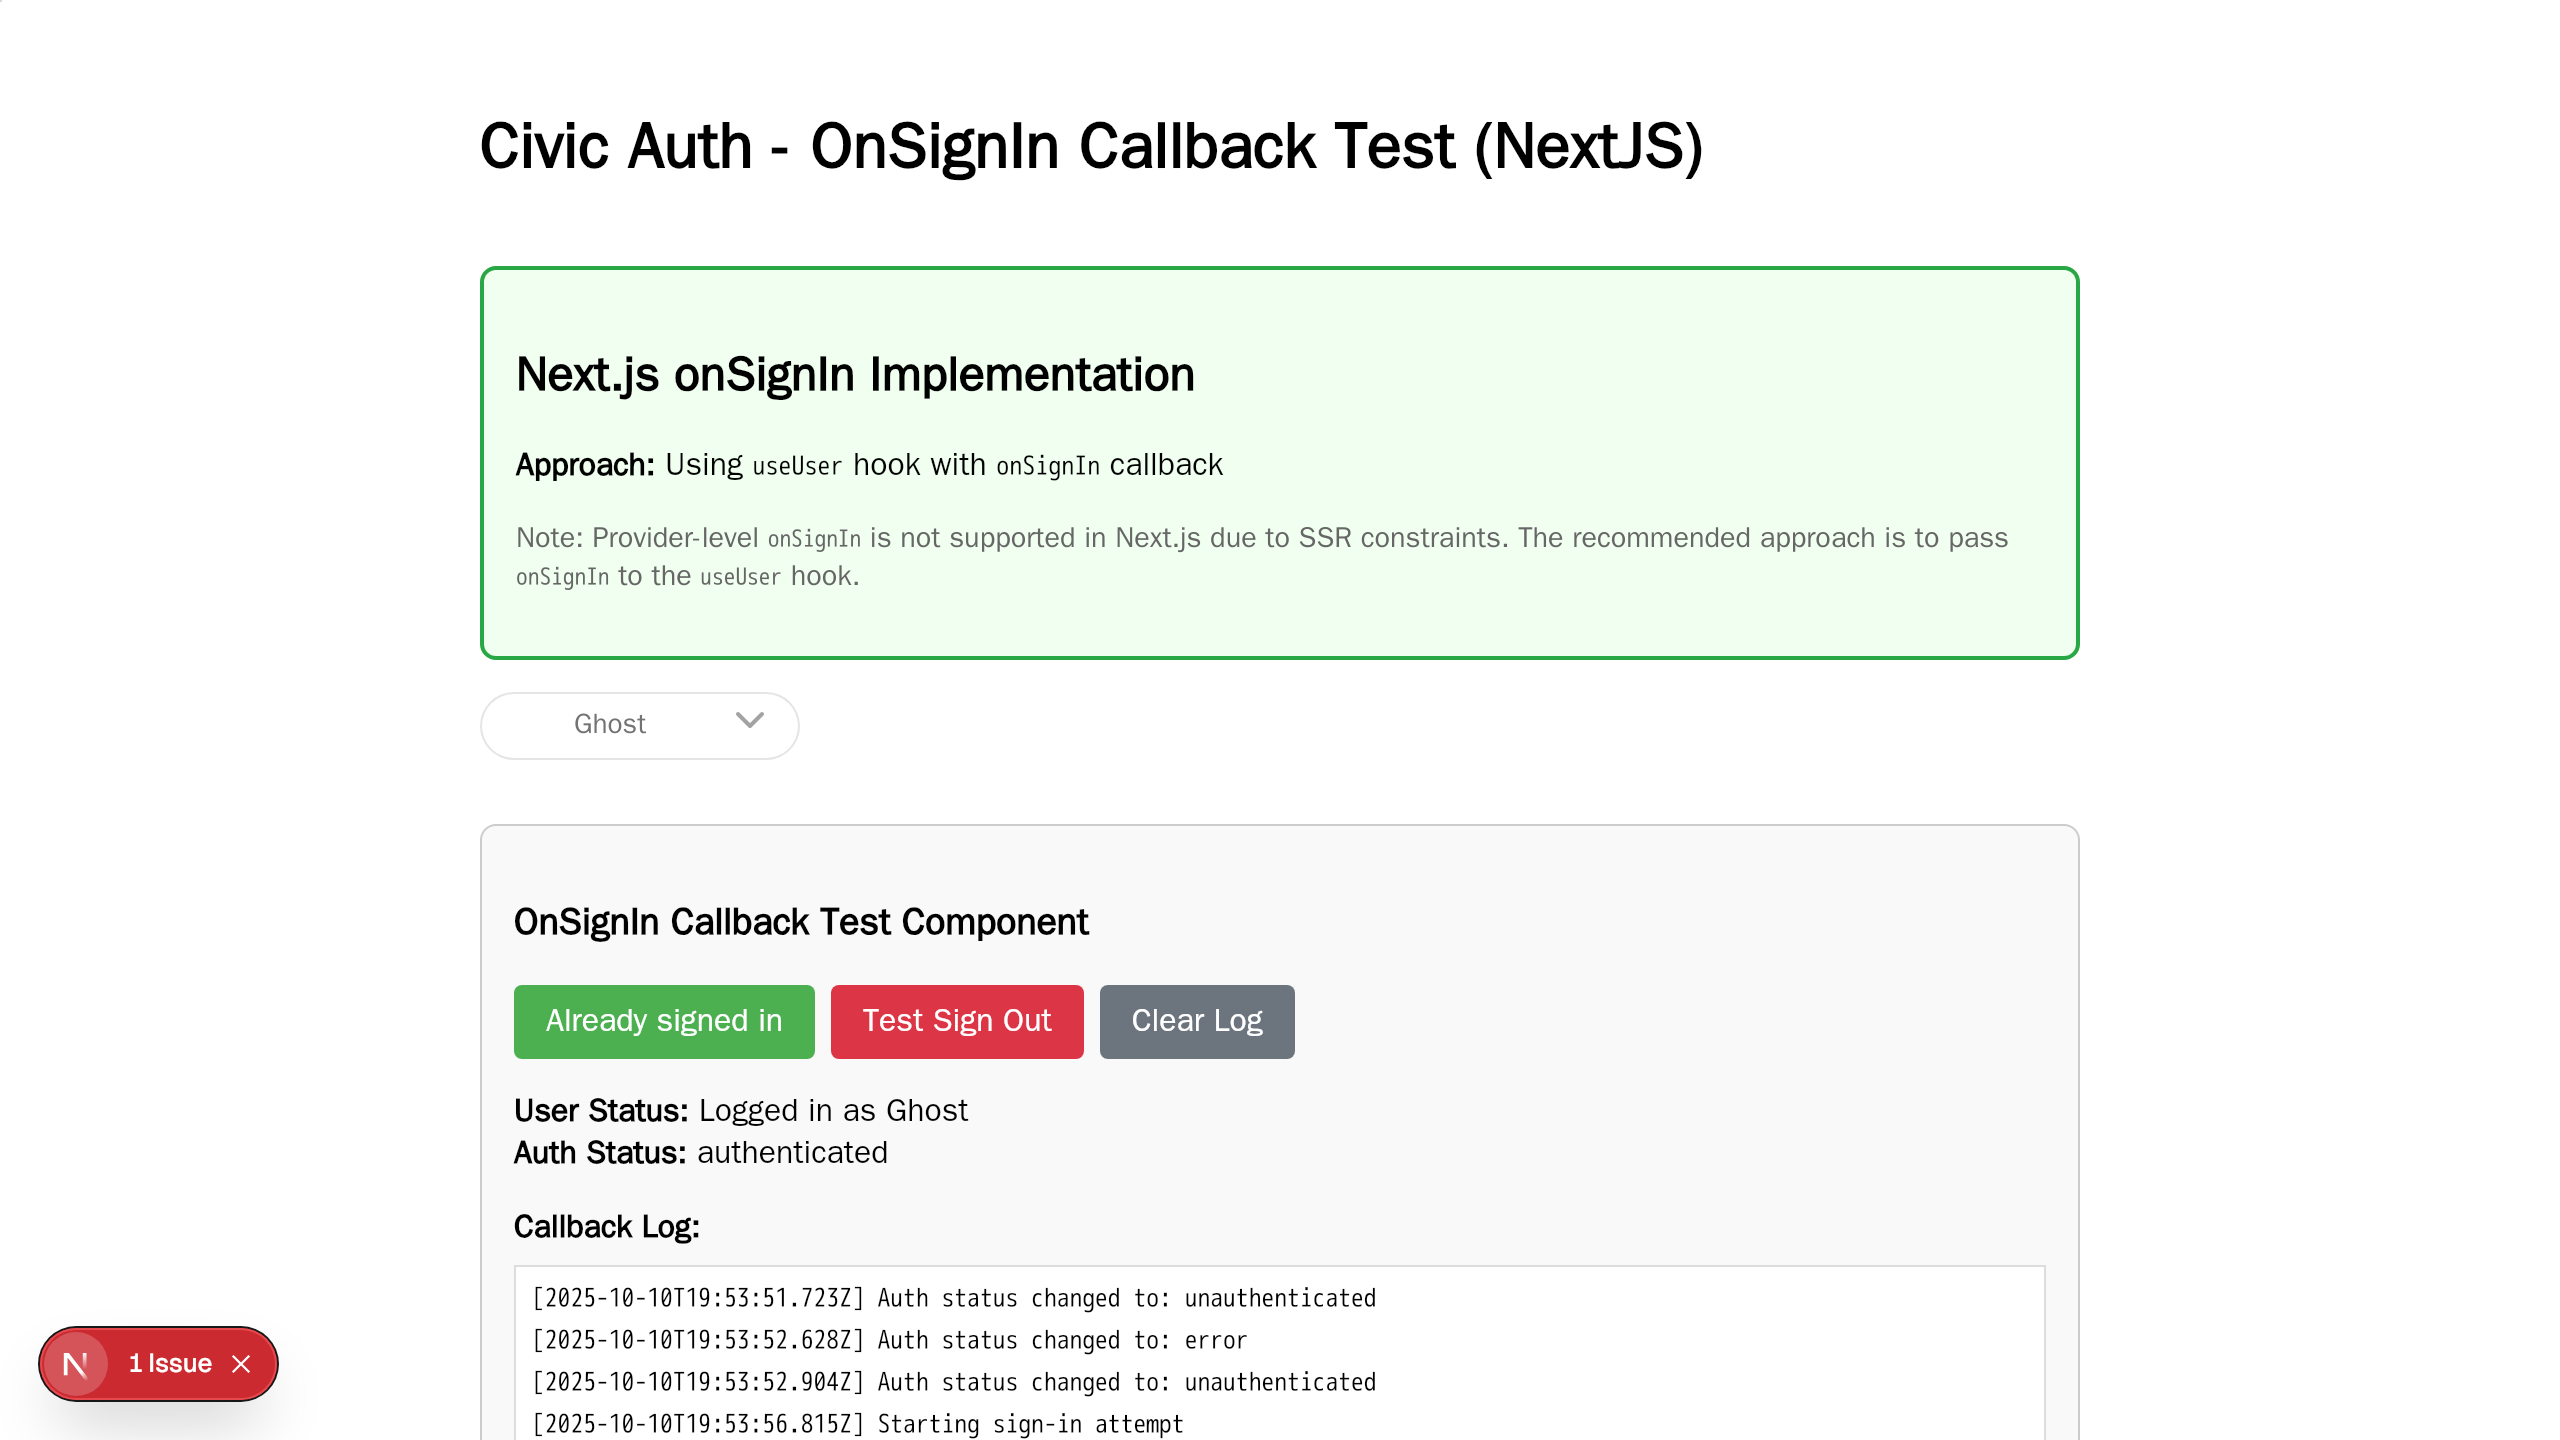 Civic Auth - OnSignIn Callback Test (NextJS)
Next.js onSignIn Implementation
Approach: Using useUser hook with onSignIn callback
Note: Provider-level onSignIn is not supported in Next.js due to SSR constraints. The recommended approach is to pass
onSignIn to the useUser hook.
Ghost
OnSignIn Callback Test Component
Already signed in Test Sign Out Clear Log
User Status: Logged in as Ghost
Auth Status: authenticated
Callback Log:
[2025-10-10T19:53:51.723Z] Auth status changed to: unauthenticated
[2025-10-10T19:53:52.628Z] Auth status changed to: error
[2025-10-10T19:53:52.904Z] Auth status changed to: unauthenticated
[2025-10-10T19:53:56.815Z] Starting sign-in attempt
N 1 Issue